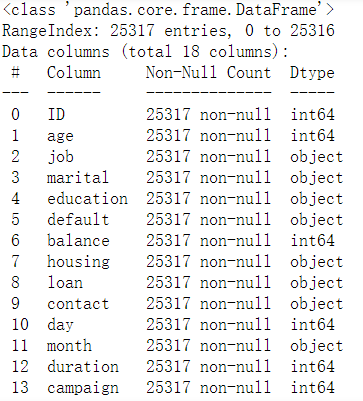 <class 'pandas.core.frame.DataFrame'>
RangeIndex: 25317 entries, 0 to 25316
Data columns (total 18 columns):
 #   Column     Non-Null Count  Dtype
---  ------     --------------  -----
 0   ID         25317 non-null  int64
 1   age        25317 non-null  int64
 2   job        25317 non-null  object
 3   marital    25317 non-null  object
 4   education  25317 non-null  object
 5   default    25317 non-null  object
 6   balance    25317 non-null  int64
 7   housing    25317 non-null  object
 8   loan       25317 non-null  object
 9   contact    25317 non-null  object
 10  day        25317 non-null  int64
 11  month      25317 non-null  object
 12  duration   25317 non-null  int64
 13  campaign   25317 non-null  int64